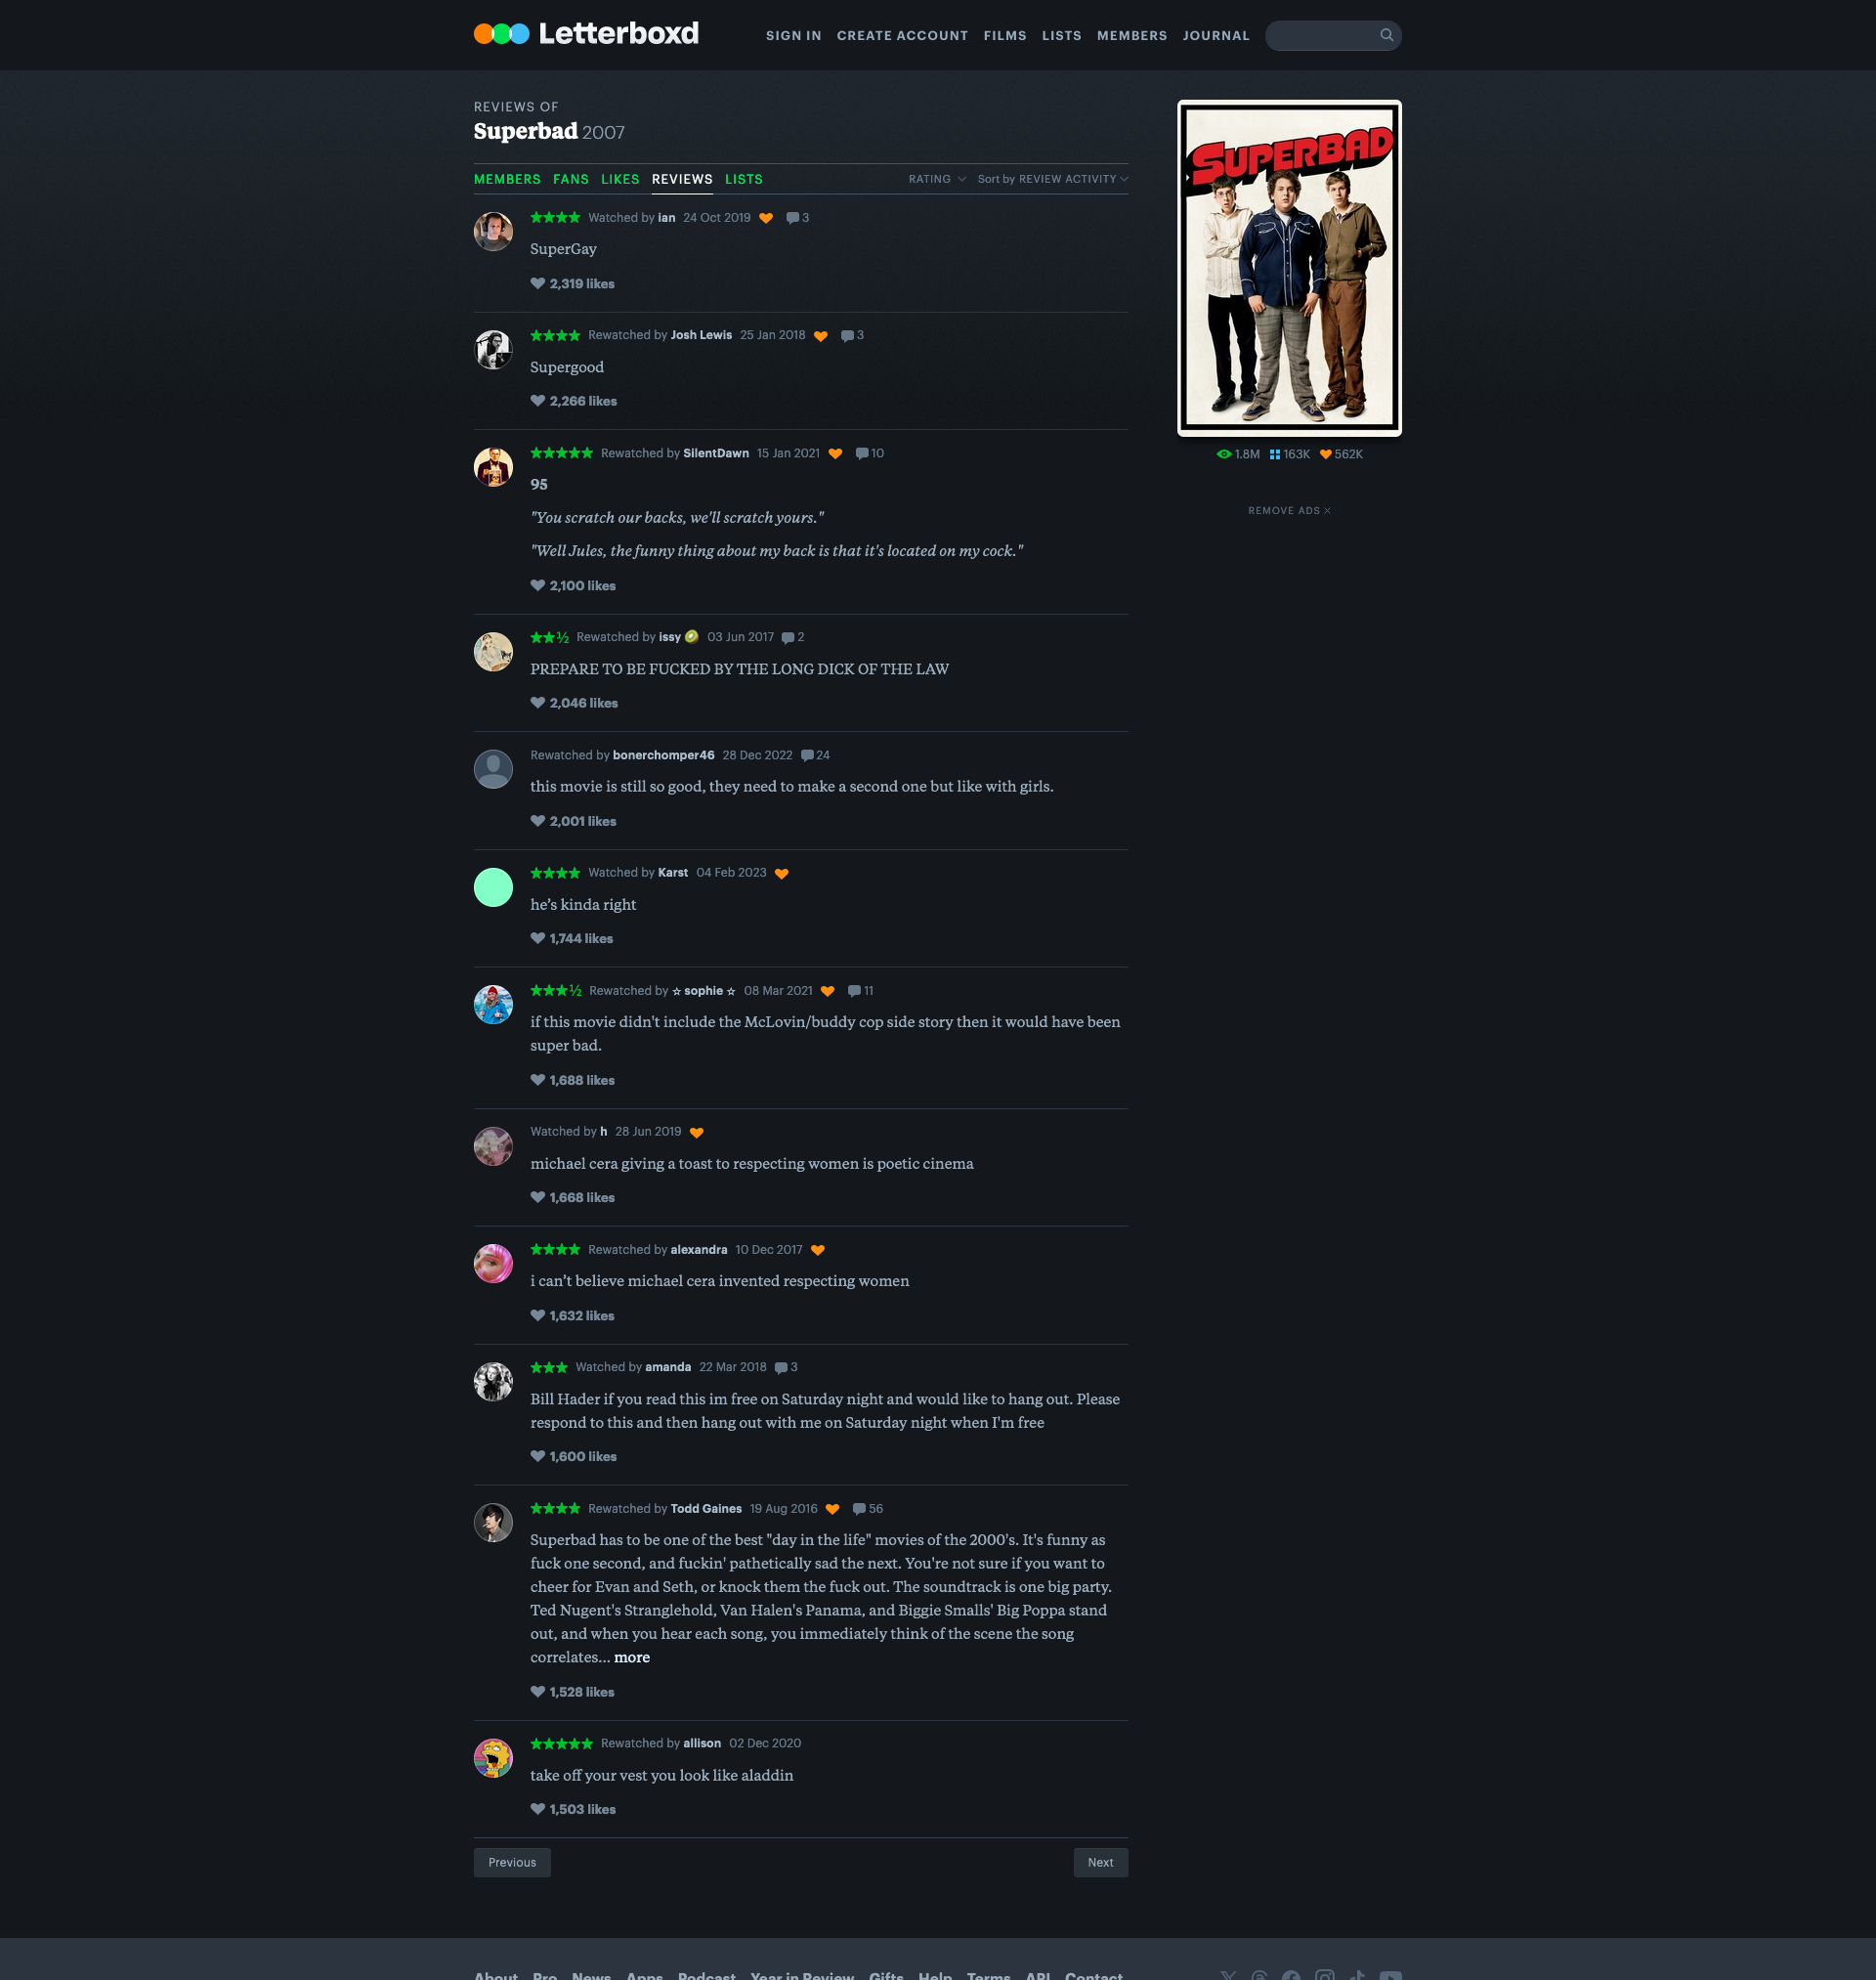 Letterboxd
SIGN IN CREATE ACCOUNT FILMS LISTS MEMBERS JOURNAL
REVIEWS OF
Superbad 2007
MEMBERS FANS LIKES REVIEWS LISTS
RATING Sort by REVIEW ACTIVITY
★★★★ Watched by ian 24 Oct 2019 3
SuperGay
2,319 likes
★★★★ Rewatched by Josh Lewis 25 Jan 2018 3
Supergood
2,266 likes
★★★★★ Rewatched by SilentDawn 15 Jan 2021 10
95
"You scratch our backs, we'll scratch yours."
"Well Jules, the funny thing about my back is that it's located on my cock."
2,100 likes
★★½ Rewatched by issy 🥝 03 Jun 2017 2
PREPARE TO BE FUCKED BY THE LONG DICK OF THE LAW
2,046 likes
Rewatched by bonerchomper46 28 Dec 2022 24
this movie is still so good, they need to make a second one but like with girls.
2,001 likes
★★★★ Watched by Karst 04 Feb 2023
he’s kinda right
1,744 likes
★★★½ Rewatched by ☆ sophie ☆ 08 Mar 2021 11
if this movie didn't include the McLovin/buddy cop side story then it would have been
super bad.
1,688 likes
Watched by h 28 Jun 2019
michael cera giving a toast to respecting women is poetic cinema
1,668 likes
★★★★ Rewatched by alexandra 10 Dec 2017
i can’t believe michael cera invented respecting women
1,632 likes
★★★ Watched by amanda 22 Mar 2018 3
Bill Hader if you read this im free on Saturday night and would like to hang out. Please
respond to this and then hang out with me on Saturday night when I'm free
1,600 likes
★★★★ Rewatched by Todd Gaines 19 Aug 2016 56
Superbad has to be one of the best "day in the life" movies of the 2000's. It's funny as
fuck one second, and fuckin' pathetically sad the next. You're not sure if you want to
cheer for Evan and Seth, or knock them the fuck out. The soundtrack is one big party.
Ted Nugent's Stranglehold, Van Halen's Panama, and Biggie Smalls' Big Poppa stand
out, and when you hear each song, you immediately think of the scene the song
correlates... more
1,528 likes
★★★★★ Rewatched by allison 02 Dec 2020
take off your vest you look like aladdin
1,503 likes
Previous Next
SUPERBAD
1.8M 163K 562K
REMOVE ADS
About Pro News Apps Podcast Year in Review Gifts Help Terms API Contact